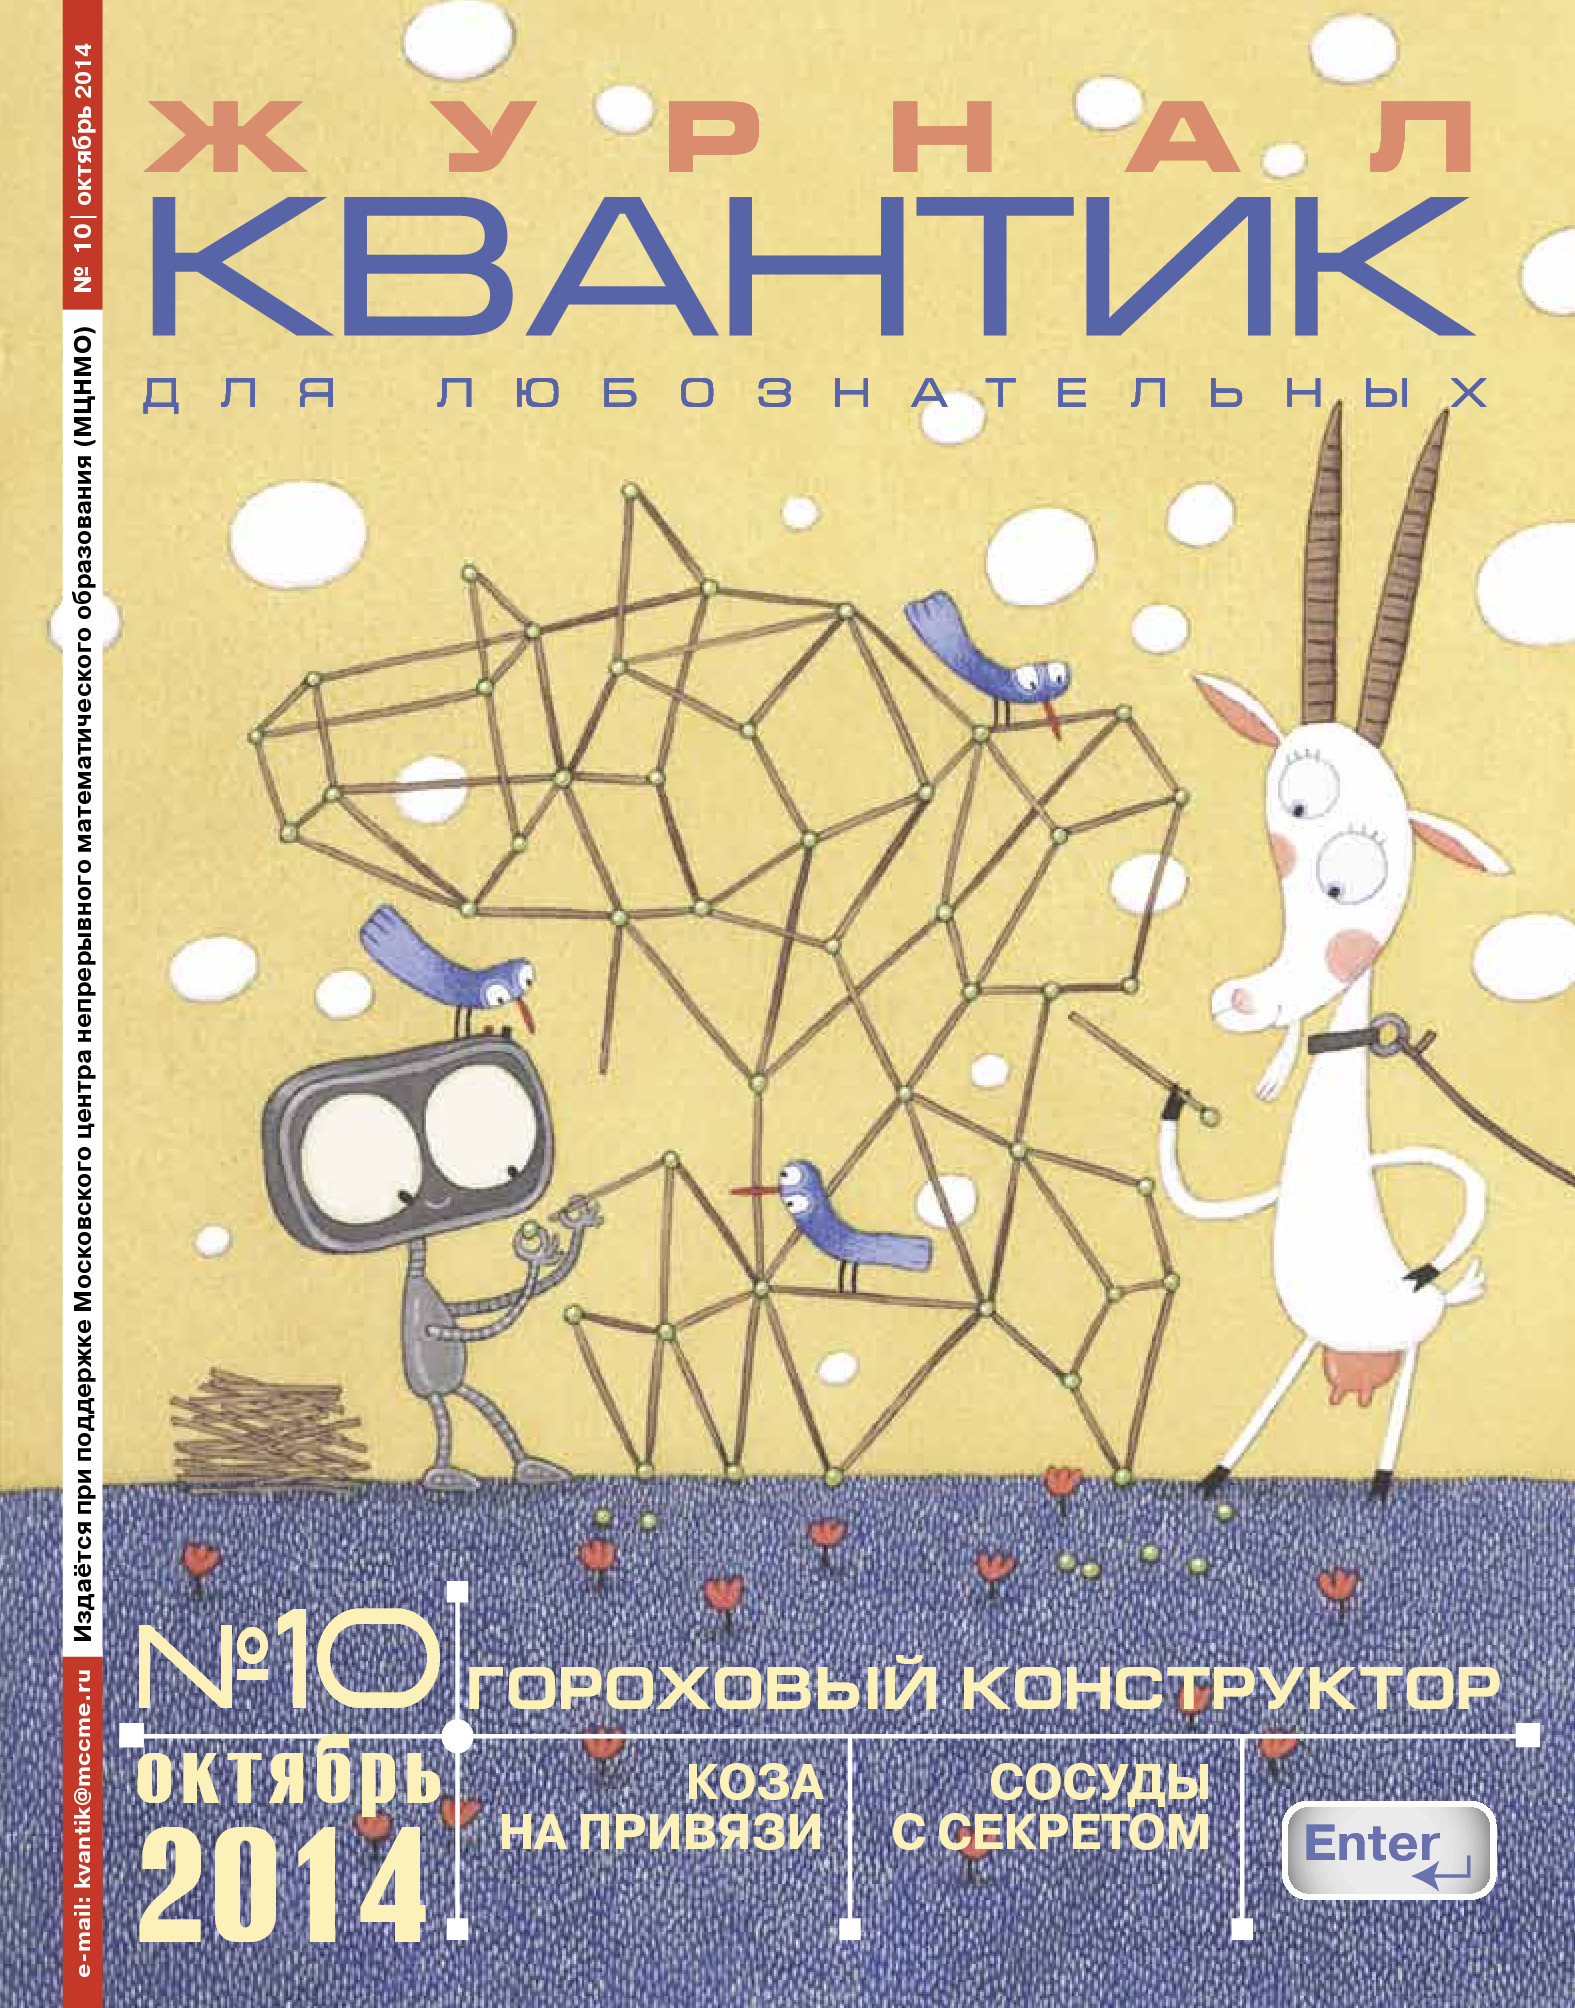 № 10 | октябрь 2014
Издаётся при поддержке Московского центра непрерывного математического образования (МЦНМО)
e-mail: kvantik@mccme.ru
ЖУРНАЛ
КВАНТИК
ДЛЯ ЛЮБОЗНАТЕЛЬНЫХ
№10
октябрь
2014
ГОРОХОВЫЙ КОНСТРУКТОР
КОЗА
НА ПРИВЯЗИ
СОСУДЫ
С СЕКРЕТОМ
Enter